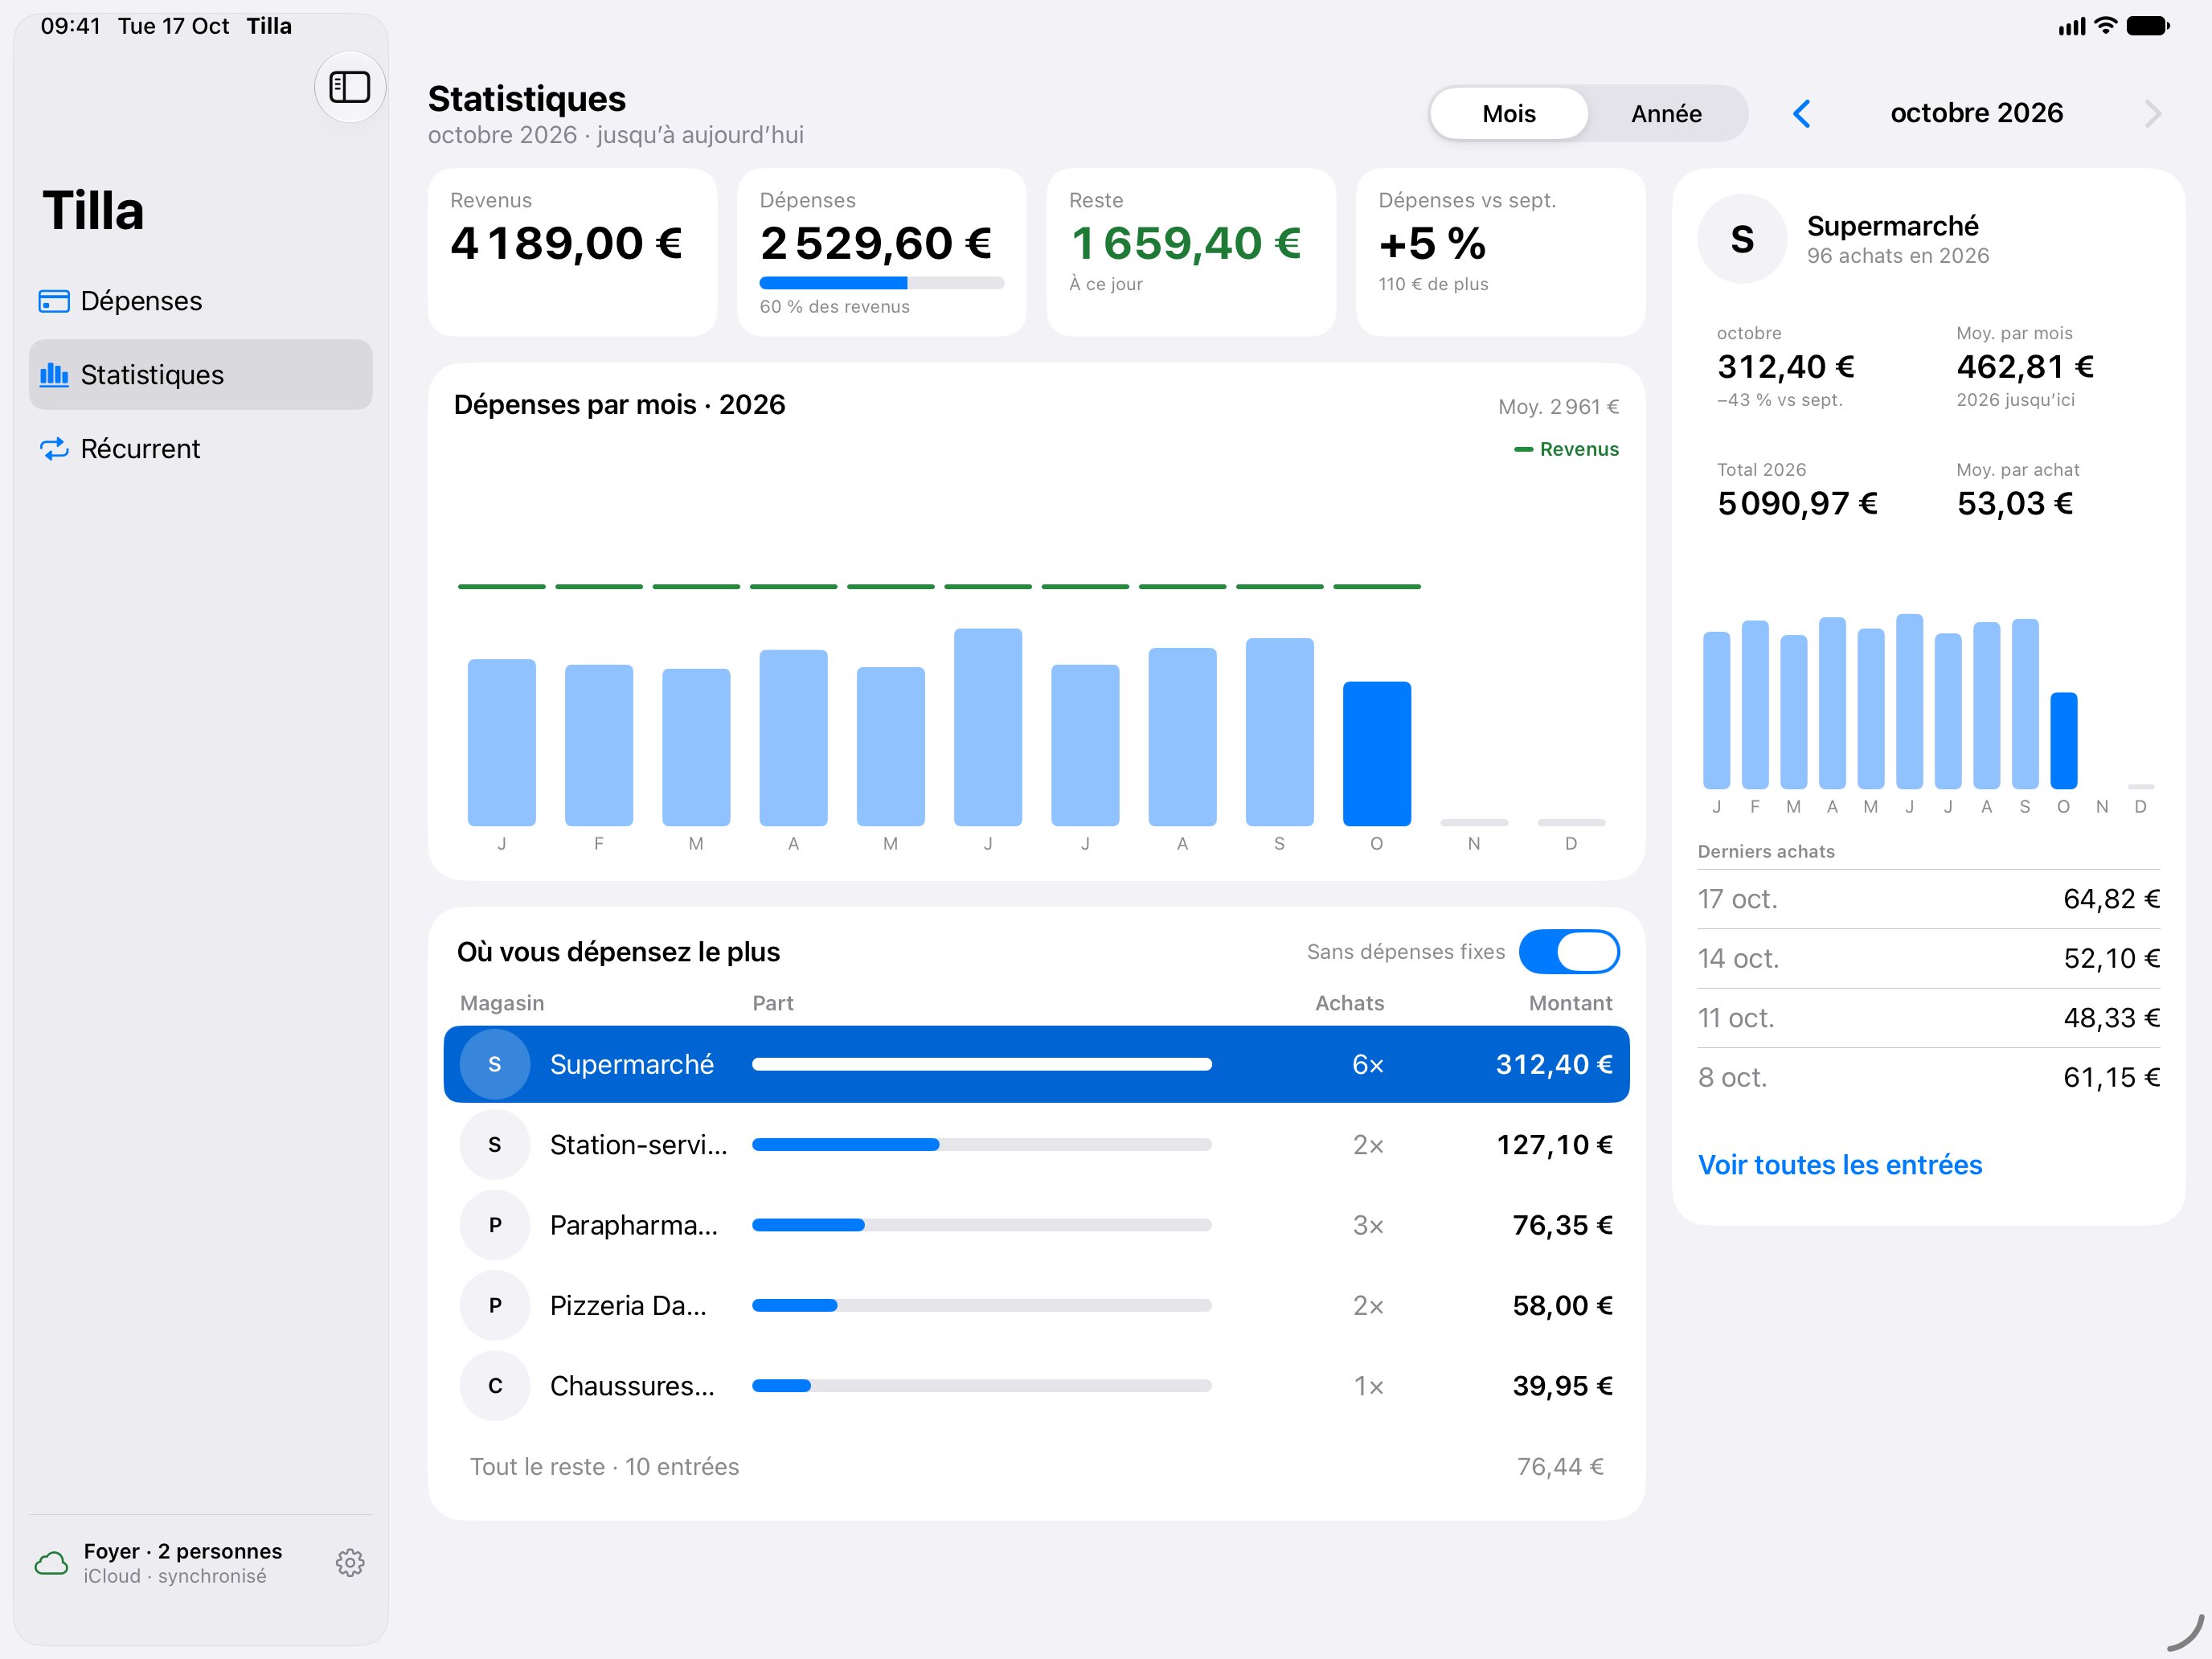 09:41 Tue 17 Oct Tilla
Tilla
Dépenses
Statistiques
Récurrent
Foyer · 2 personnes
iCloud · synchronisé
Statistiques
octobre 2026 · jusqu’à aujourd’hui
Mois
Année
octobre 2026
Revenus
4 189,00 €
Dépenses
2 529,60 €
60 % des revenus
Reste
1 659,40 €
À ce jour
Dépenses vs sept.
+5 %
110 € de plus
Dépenses par mois · 2026
Moy. 2 961 €
Revenus
J F M A M J J A S O N D
Où vous dépensez le plus
Sans dépenses fixes
Magasin Part Achats Montant
S Supermarché 6× 312,40 €
S Station-servi… 2× 127,10 €
P Parapharma… 3× 76,35 €
P Pizzeria Da… 2× 58,00 €
C Chaussures… 1× 39,95 €
Tout le reste · 10 entrées 76,44 €
S
Supermarché
96 achats en 2026
octobre
312,40 €
−43 % vs sept.
Moy. par mois
462,81 €
2026 jusqu’ici
Total 2026
5 090,97 €
Moy. par achat
53,03 €
J F M A M J J A S O N D
Derniers achats
17 oct. 64,82 €
14 oct. 52,10 €
11 oct. 48,33 €
8 oct. 61,15 €
Voir toutes les entrées